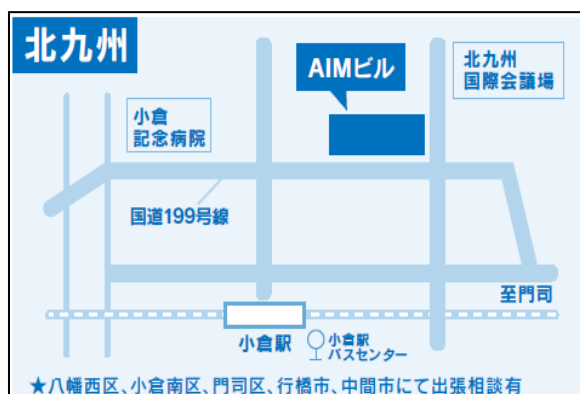 北九州
AIMビル
北九州
国際会議場
小倉
記念病院
国道199号線
至門司
小倉駅
小倉駅
バスセンター
★八幡西区、小倉南区、門司区、行橋市、中間市にて出張相談有